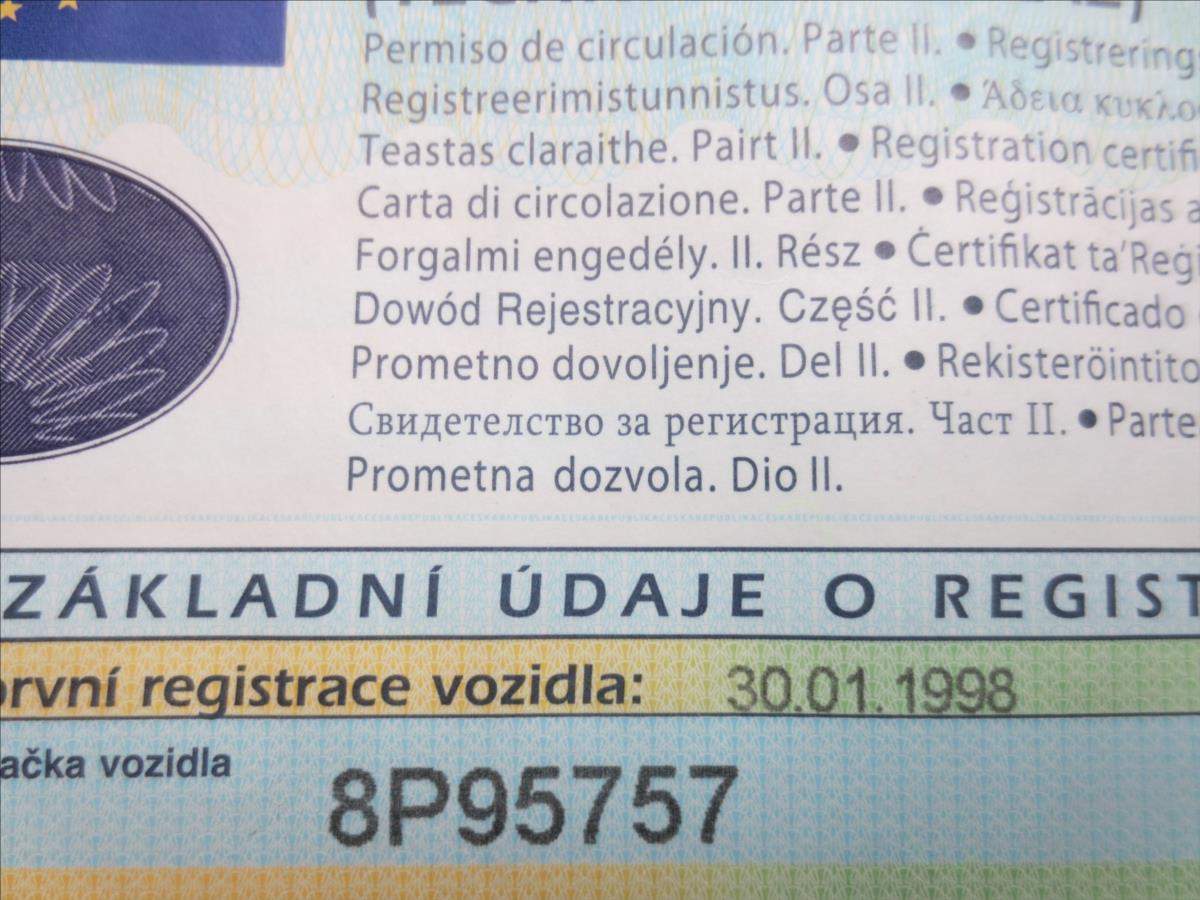 Permiso de circulación. Parte II. • Registrering
Registreerimistunnistus. Osa II. • Άδεια κυκλο
Teastas claraithe. Pairt II. • Registration certifi
Carta di circolazione. Parte II. • Reģistrācijas a
Forgalmi engedély. II. Rész • Ċertifikat ta'Reġi
Dowód Rejestracyjny. Część II. • Certificado
Prometno dovoljenje. Del II. • Rekisteröintito
Свидетелство за регистрация. Част II. • Parte
Prometna dozvola. Dio II.
ZÁKLADNÍ ÚDAJE O REGIST
rvní registrace vozidla: 30.01.1998
ačka vozidla
8P95757